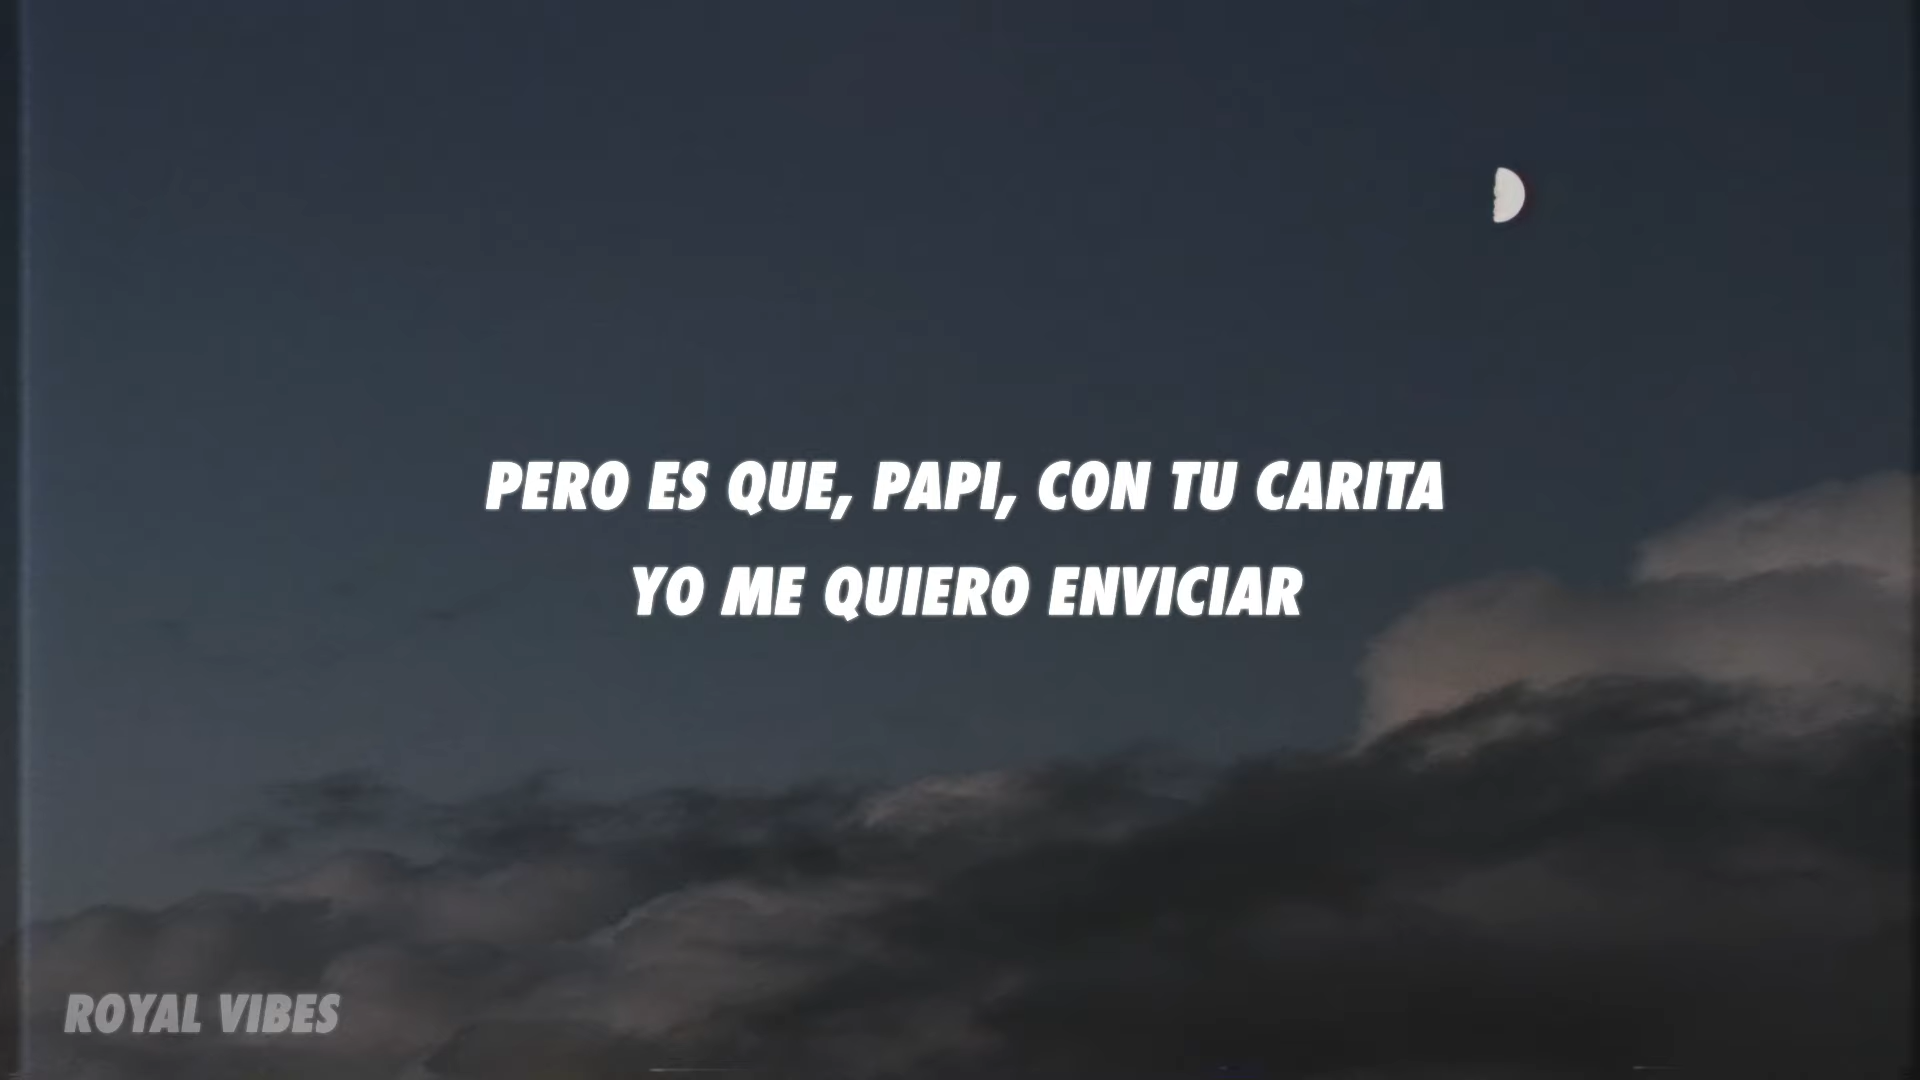 PERO ES QUE, PAPI, CON TU CARITA
YO ME QUIERO ENVICIAR
ROYAL VIBES